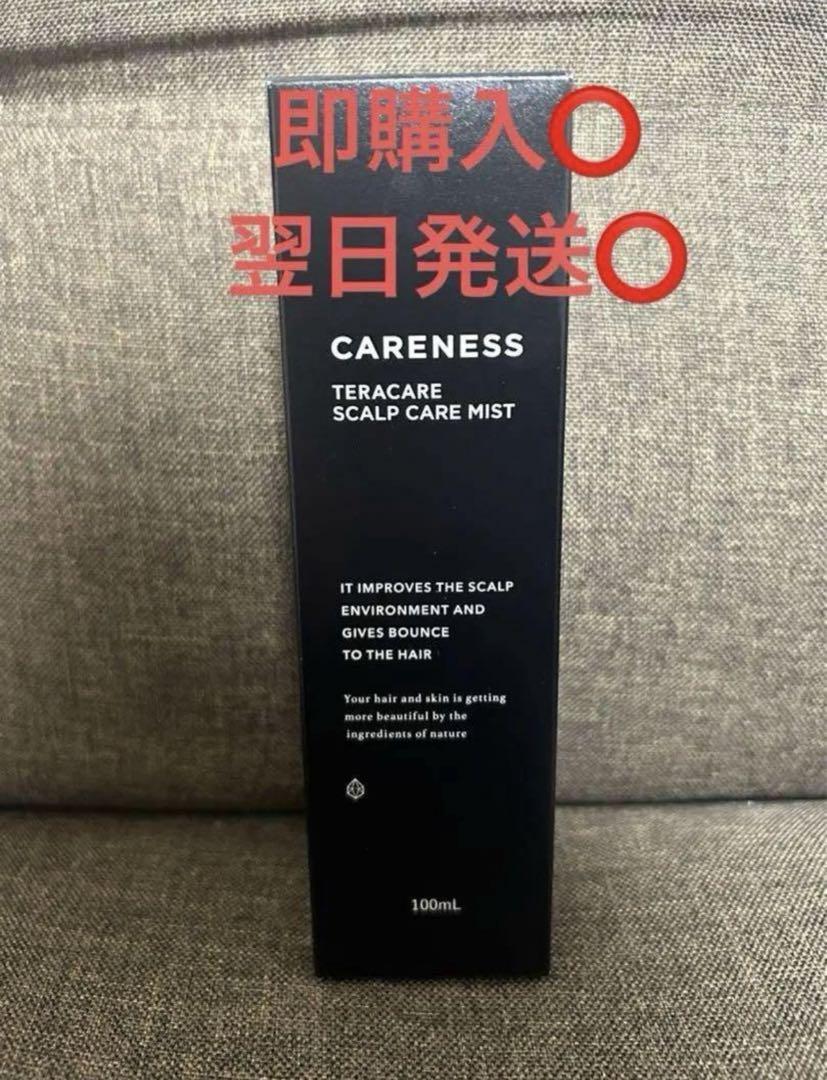 即購入⭕
翌日発送⭕
CARENESS
TERACARE
SCALP CARE MIST
IT IMPROVES THE SCALP
ENVIRONMENT AND
GIVES BOUNCE
TO THE HAIR
Your hair and skin is getting
more beautiful by the
ingredients of nature
100mL